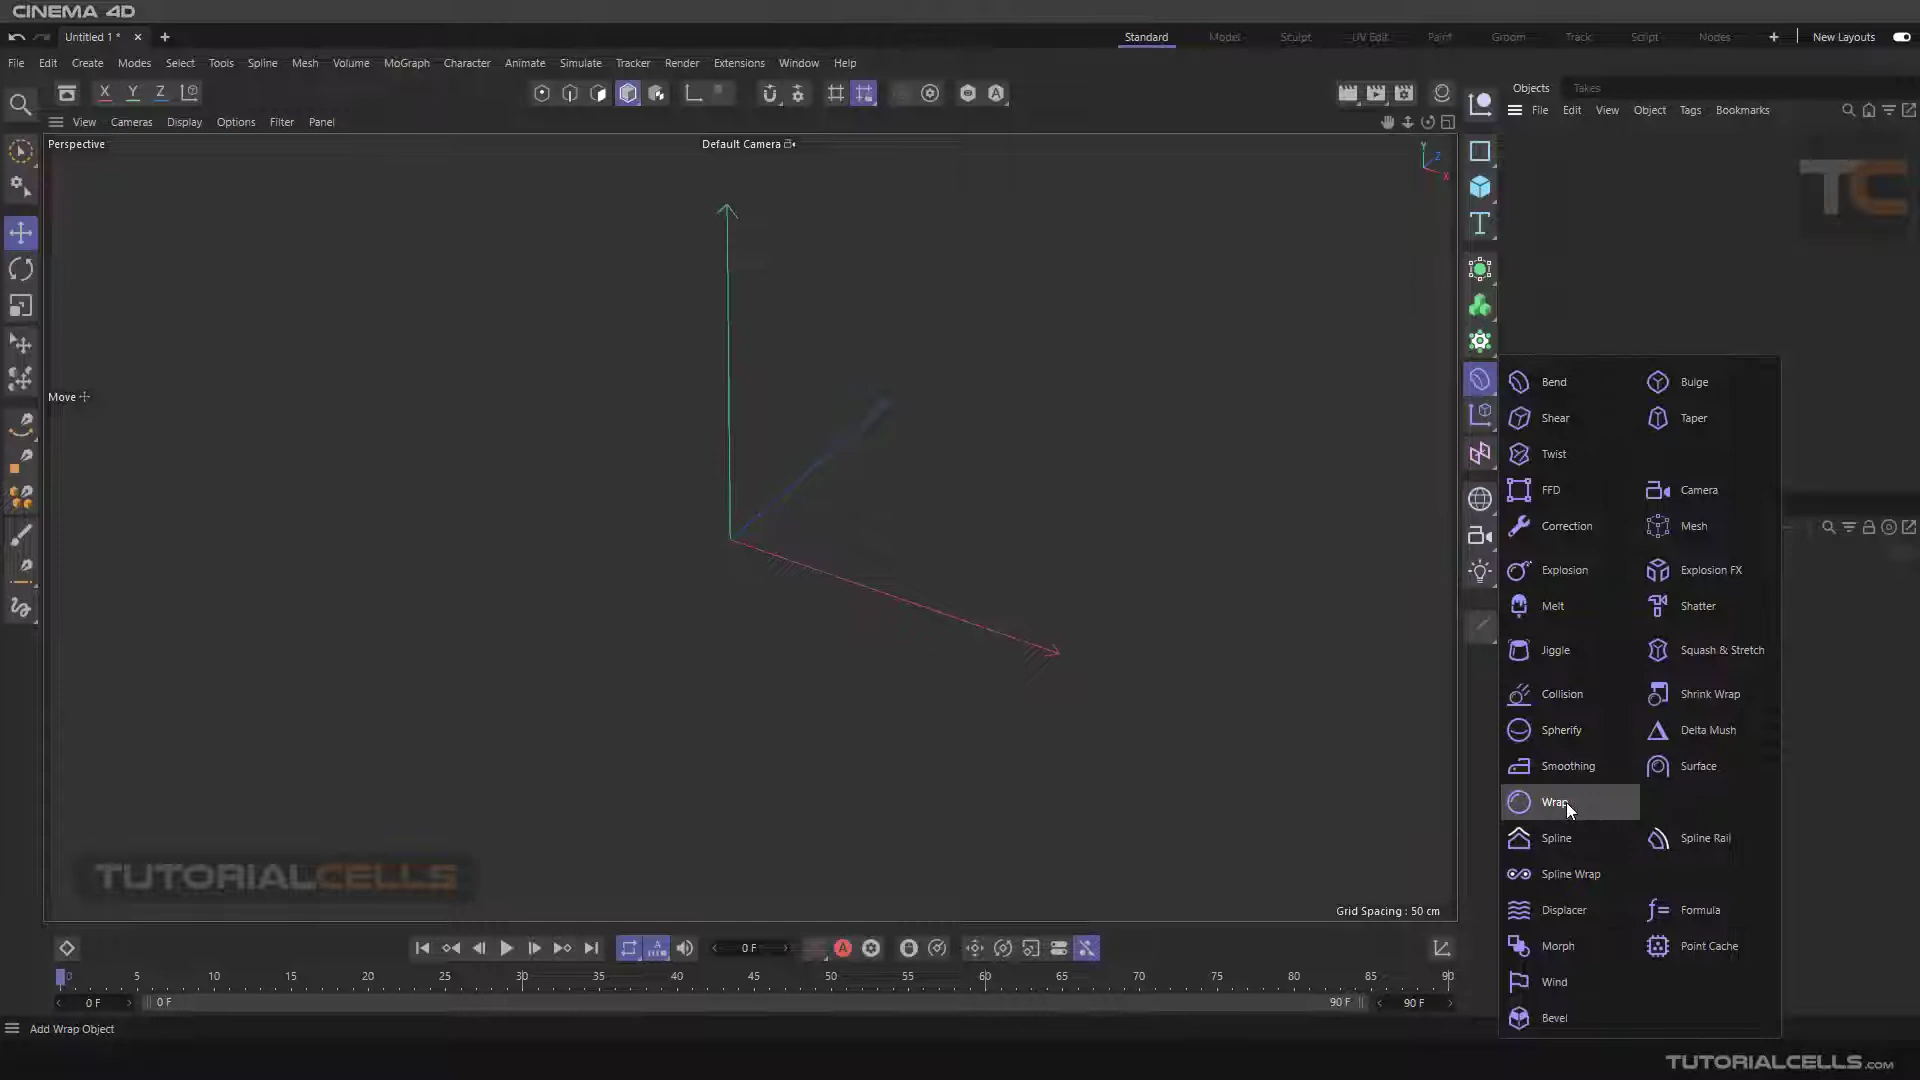 CINEMA 4D
Untitled 1 *
Standard Model Sculpt UV Edit Paint Groom Track Script Nodes New Layouts
File Edit Create Modes Select Tools Spline Mesh Volume MoGraph Character Animate Simulate Tracker Render Extensions Window Help
Objects Takes
X Y Z
File Edit View Object Tags Bookmarks
View Cameras Display Options Filter Panel
Perspective Default Camera
Y Z X
TC
Bend Bulge
Shear Taper
Move
Twist
FFD Camera
Correction Mesh
Explosion Explosion FX
Melt Shatter
Jiggle Squash & Stretch
Collision Shrink Wrap
Spherify Delta Mush
Smoothing Surface
Wrap
Spline Spline Rail
TUTORIALCELLS
Spline Wrap
Grid Spacing : 50 cm
Displacer Formula
0 F
Morph Point Cache
0 5 10 15 20 25 30 35 40 45 50 55 60 65 70 75 80 85 90
Wind
0 F 0 F 90 F 90 F
Bevel
Add Wrap Object
TUTORIALCELLS.COM